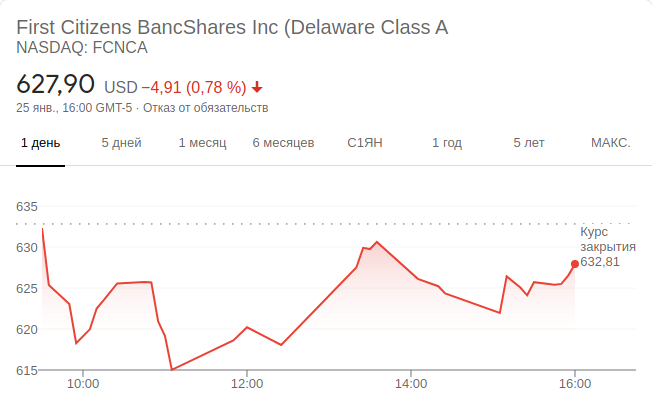 First Citizens BancShares Inc (Delaware Class A
NASDAQ: FCNCA
627,90 USD −4,91 (0,78 %)
25 янв., 16:00 GMT-5 · Отказ от обязательств
1 день 5 дней 1 месяц 6 месяцев С1ЯН 1 год 5 лет МАКС.
635
630
625
620
615
Курс
закрытия
632,81
10:00 12:00 14:00 16:00